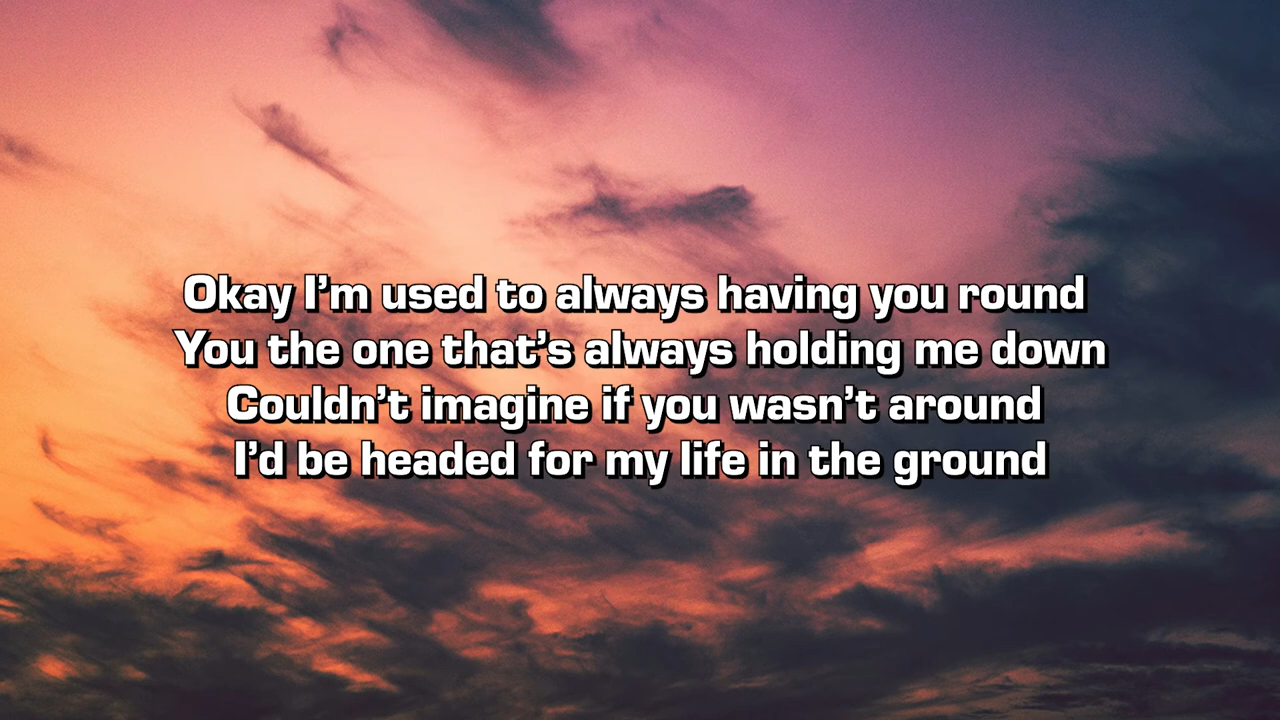 Okay I’m used to always having you round
You the one that’s always holding me down
Couldn’t imagine if you wasn’t around
I’d be headed for my life in the ground